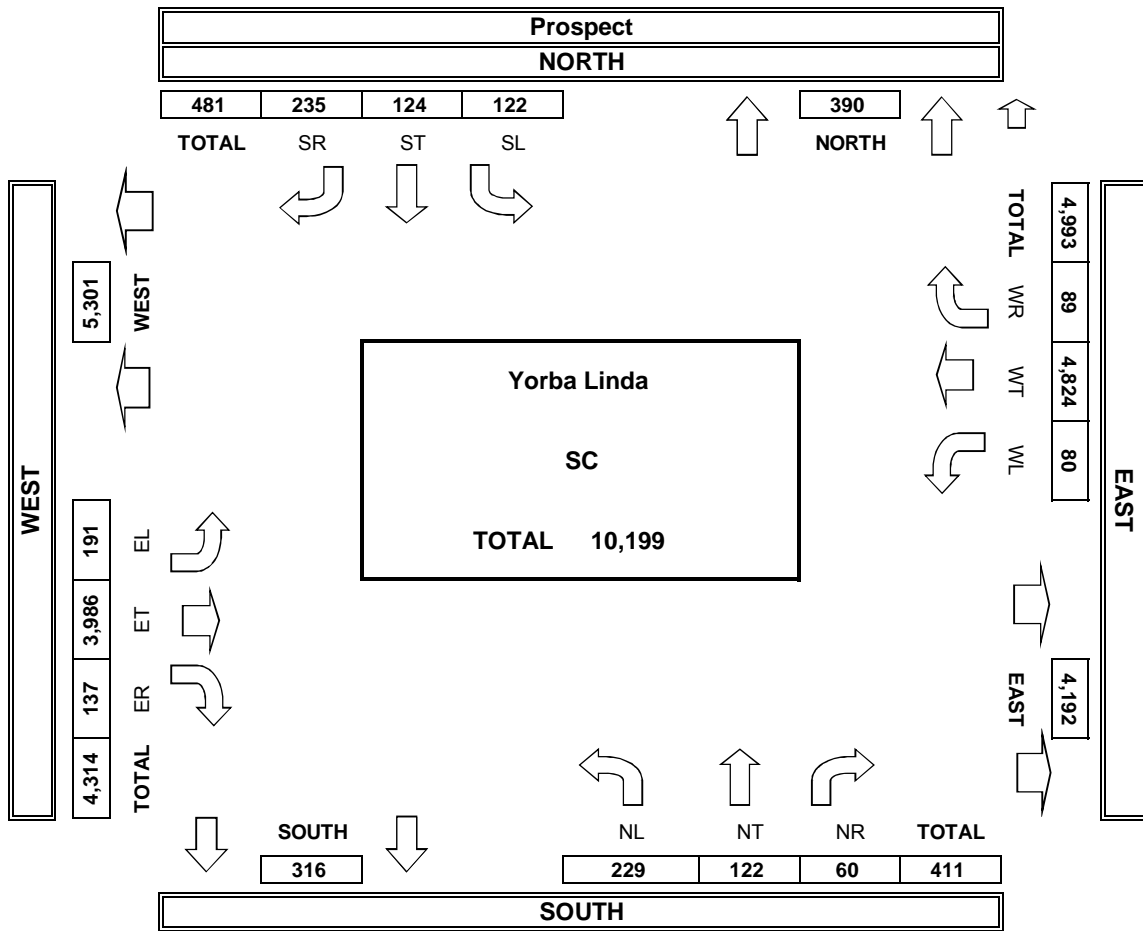 Prospect
NORTH
481 235 124 122
TOTAL SR ST SL
390
NORTH
WEST
5,301
WEST
191
EL
3,986
ET
137
ER
4,314
TOTAL
Yorba Linda
SC
TOTAL 10,199
4,993
TOTAL
89
WR
4,824
WT
80
WL
EAST
4,192
EAST
SOUTH
316
NL NT NR TOTAL
229 122 60 411
SOUTH